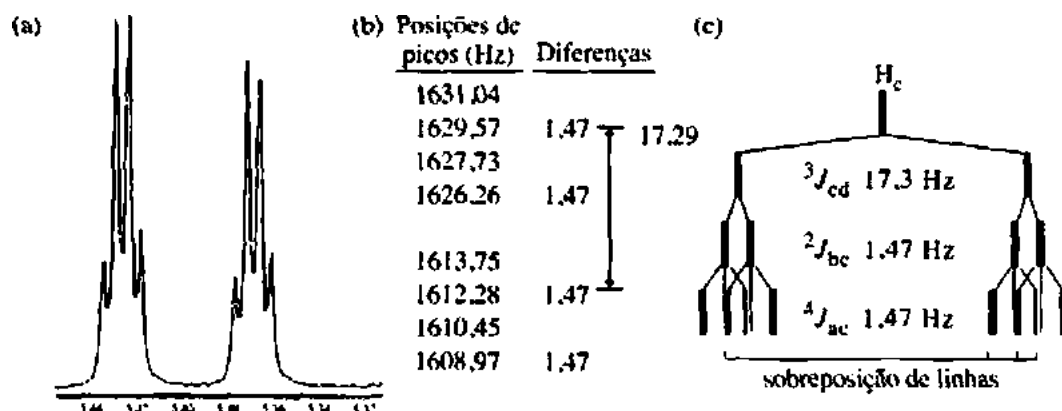 (a)
(b) Posições de
picos (Hz) Diferenças
1631,04
1629,57 1.47 17.29
1627,73
1626,26 1.47
1613,75
1612,28 1.47
1610,45
1608,97 1.47
(c)
Hc
³Jcd 17.3 Hz
²Jbc 1.47 Hz
⁴Jac 1.47 Hz
sobreposição de linhas